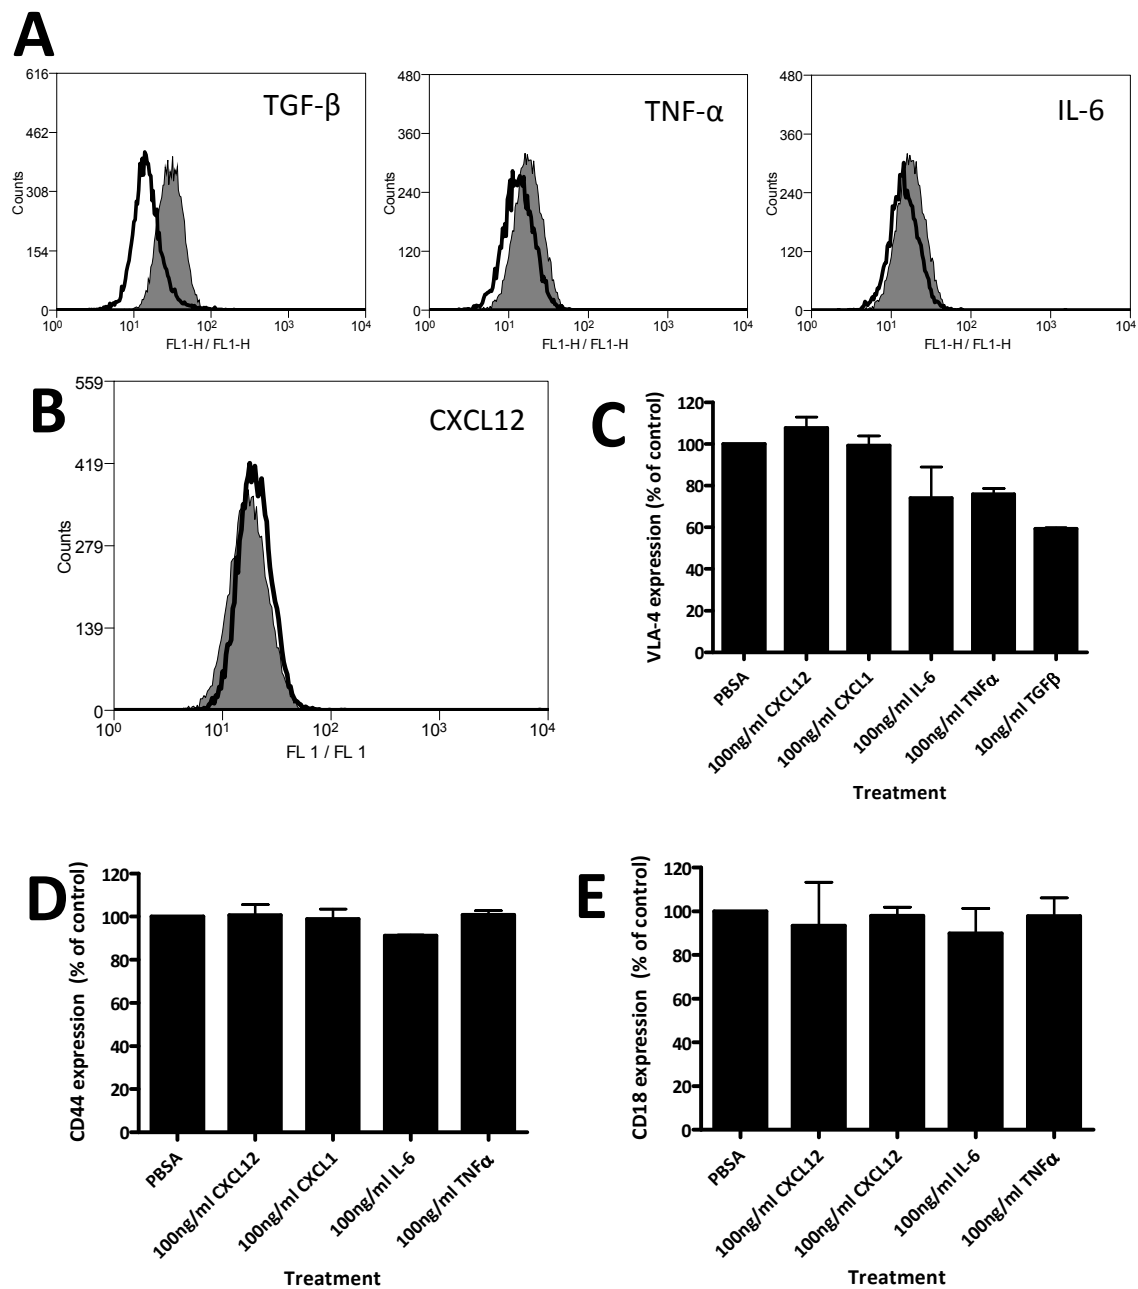 A
TGF-β
616
462
308
154
0
Counts
10⁰ 10¹ 10² 10³ 10⁴
FL1-H / FL1-H
TNF-α
480
360
240
120
0
Counts
10⁰ 10¹ 10² 10³ 10⁴
FL1-H / FL1-H
IL-6
480
360
240
120
0
Counts
10⁰ 10¹ 10² 10³ 10⁴
FL1-H / FL1-H
B
CXCL12
559
419
279
139
0
Counts
10⁰ 10¹ 10² 10³ 10⁴
FL 1 / FL 1
C
VLA-4 expression (% of control)
120
100
80
60
40
20
0
PBSA
100ng/ml CXCL12
100ng/ml CXCL1
100ng/ml IL-6
100ng/ml TNFα
10ng/ml TGFβ
Treatment
D
CD44 expression (% of control)
120
100
80
60
40
20
0
PBSA
100ng/ml CXCL12
100ng/ml CXCL1
100ng/ml IL-6
100ng/ml TNFα
Treatment
E
CD18 expression (% of control)
120
100
80
60
40
20
0
PBSA
100ng/ml CXCL12
100ng/ml CXCL12
100ng/ml IL-6
100ng/ml TNFα
Treatment